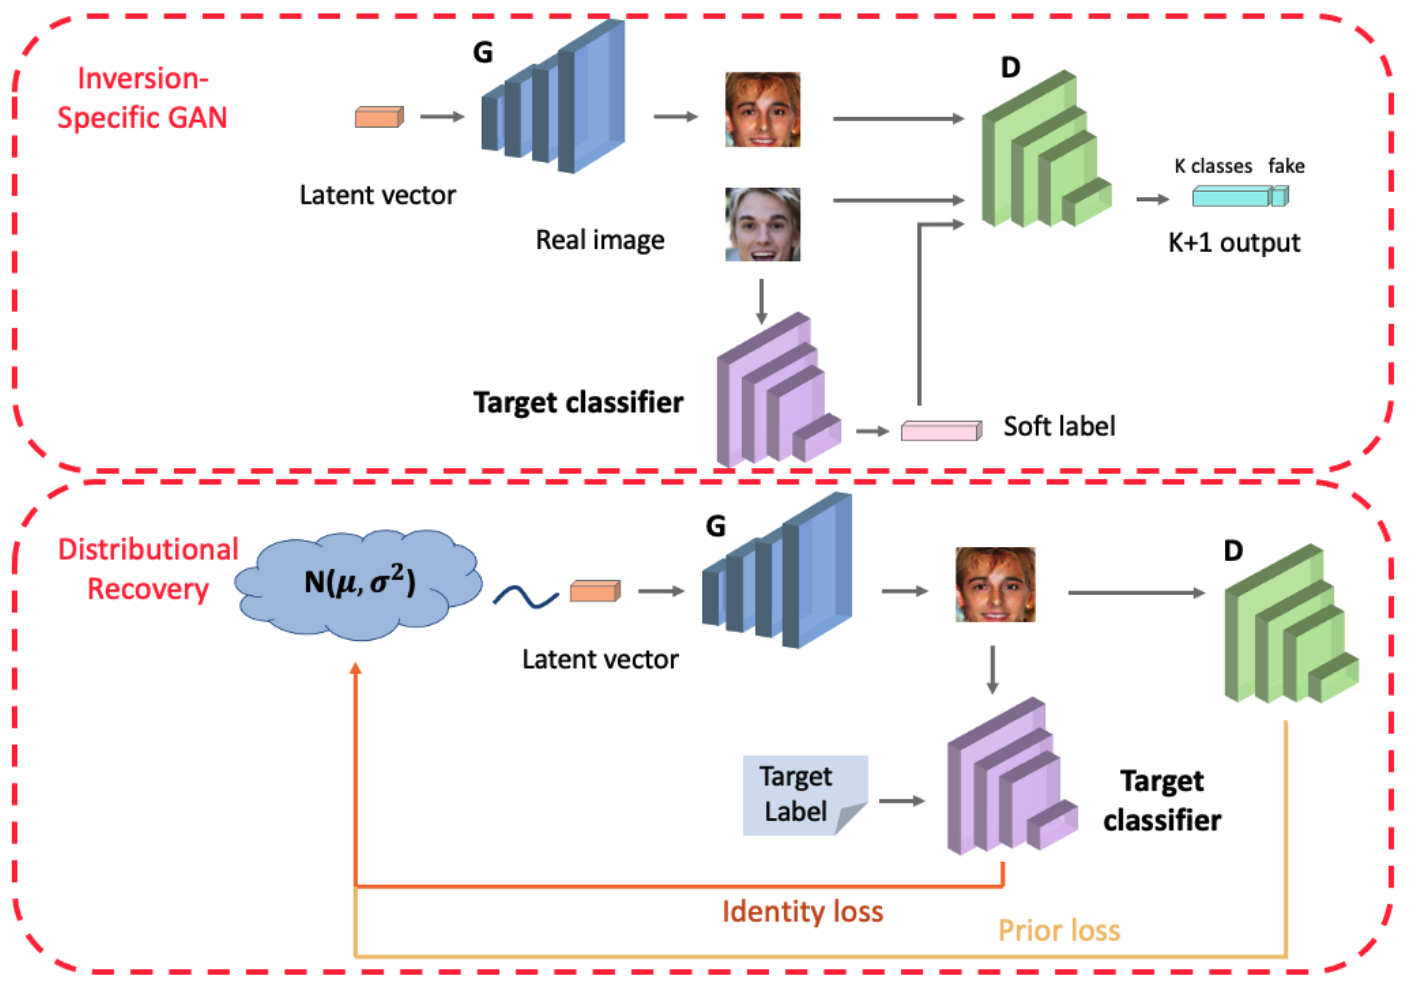 Inversion-
Specific GAN
G
D
Latent vector
Real image
K classes fake
K+1 output
Target classifier
Soft label
Distributional
Recovery
N(μ, σ²)
G
D
Latent vector
Target
Label
Target
classifier
Identity loss
Prior loss